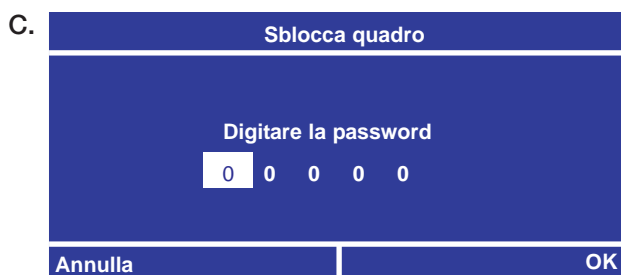 C.
Sblocca quadro
Digitare la password
0 0 0 0 0
Annulla OK